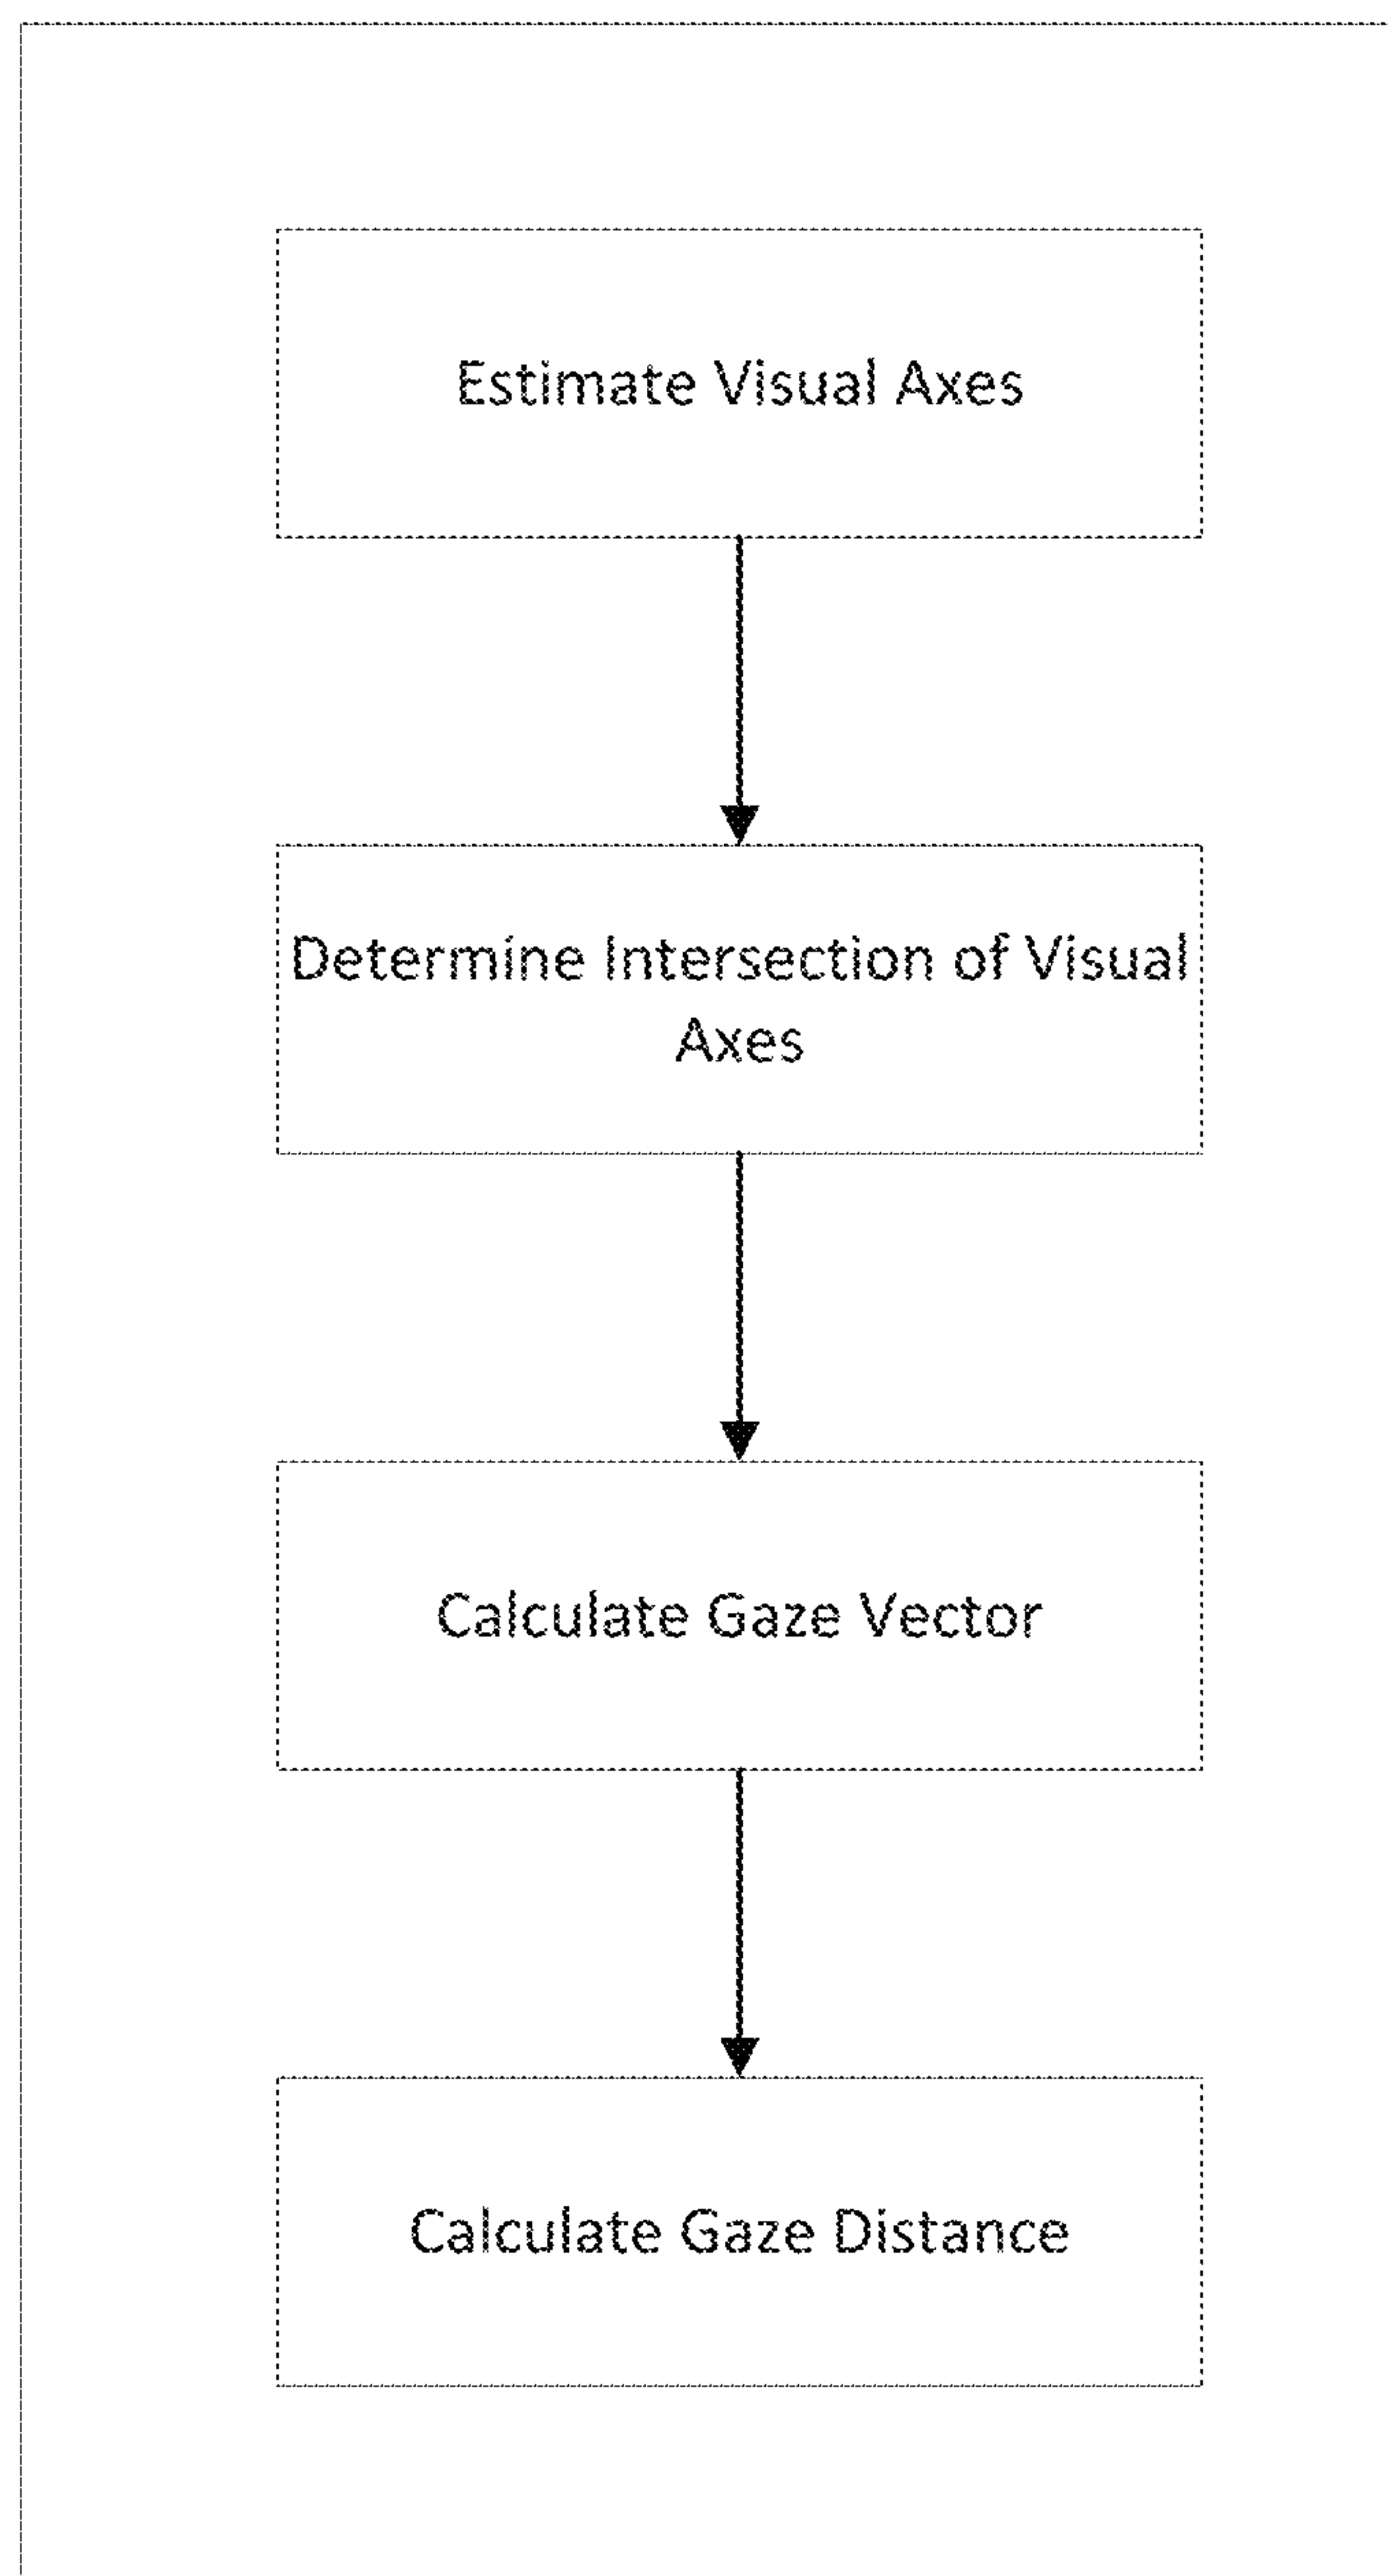 Estimate Visual Axes
Determine Intersection of Visual
Axes
Calculate Gaze Vector
Calculate Gaze Distance